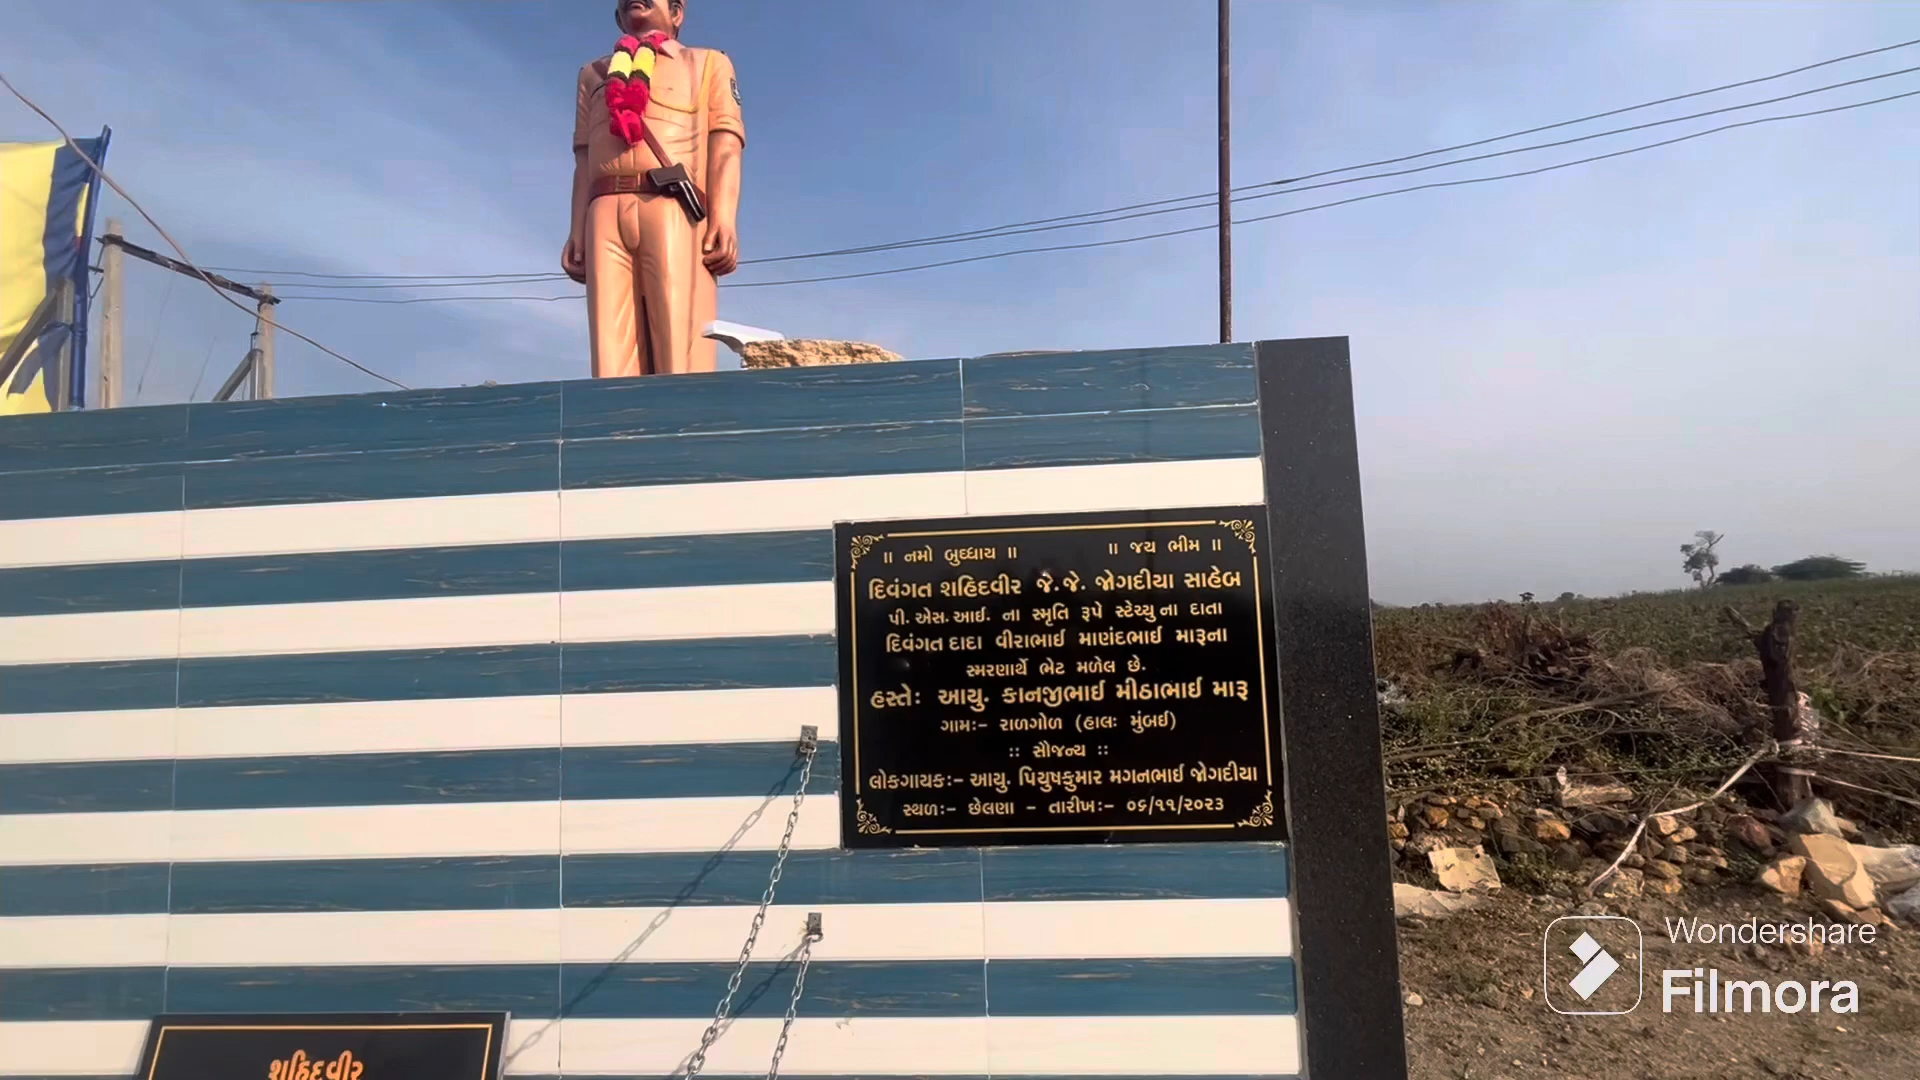 ॥ નમો બુધ્ધાય ॥ ॥ જય ભીમ ॥
દિવંગત શહિદવીર જે.જે. જોગદીયા સાહેબ
પી. એસ. આઈ. ના સ્મૃતિ રૂપે સ્ટેચ્યુ ના દાતા
દિવંગત દાદા વીરાભાઈ માણંદભાઈ મારૂના
સ્મરણાર્થે ભેટ મળેલ છે.
હસ્તેઃ આયુ. કાનજીભાઈ મીઠાભાઈ મારૂ
ગામઃ- રાળગોળ (હાલઃ મુંબઈ)
:: સૌજન્ય ::
લોકગાયકઃ- આયુ. પિયુષકુમાર મગનભાઈ જોગદીયા
સ્થળઃ- છેલણા - તારીખઃ- ૦૬/૧૧/૨૦૨૩
શહિદવીર
Wondershare
Filmora